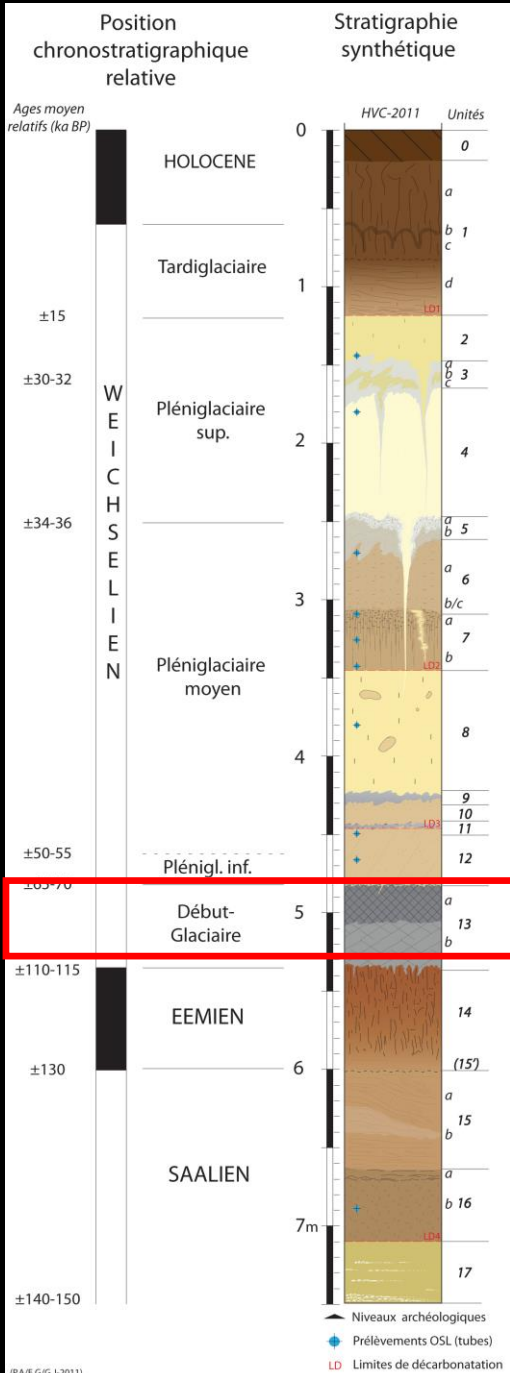 Position
chronostratigraphique
relative
Stratigraphie
synthétique
Ages moyen
relatifs (ka BP)
HVC-2011
Unités
0
0
HOLOCENE
a
b
1
c
Tardiglaciaire
1
d
±15
LD1
2
a
±30-32
b
3
c
WEICHSELIEN
Pléniglaciaire
sup.
2
4
±34-36
a
b
5
a
6
3
b/c
a
7
Pléniglaciaire
moyen
b
LD2
8
4
9
10
LD3
11
±50-55
Plénigl. inf.
12
±65-70
Début-
Glaciaire
5
a
13
b
±110-115
EEMIEN
14
±130
6
(15')
a
15
b
SAALIEN
a
b
16
7m
LD4
17
±140-150
Niveaux archéologiques
Prélèvements OSL (tubes)
LD
Limites de décarbonatation